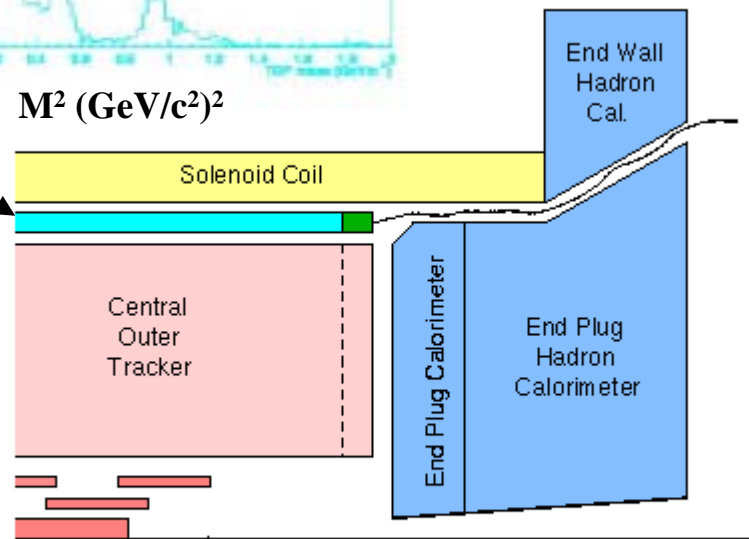 M² (GeV/c²)²
End Wall
Hadron
Cal.
Solenoid Coil
Central
Outer
Tracker
End Plug Calorimeter
End Plug
Hadron
Calorimeter